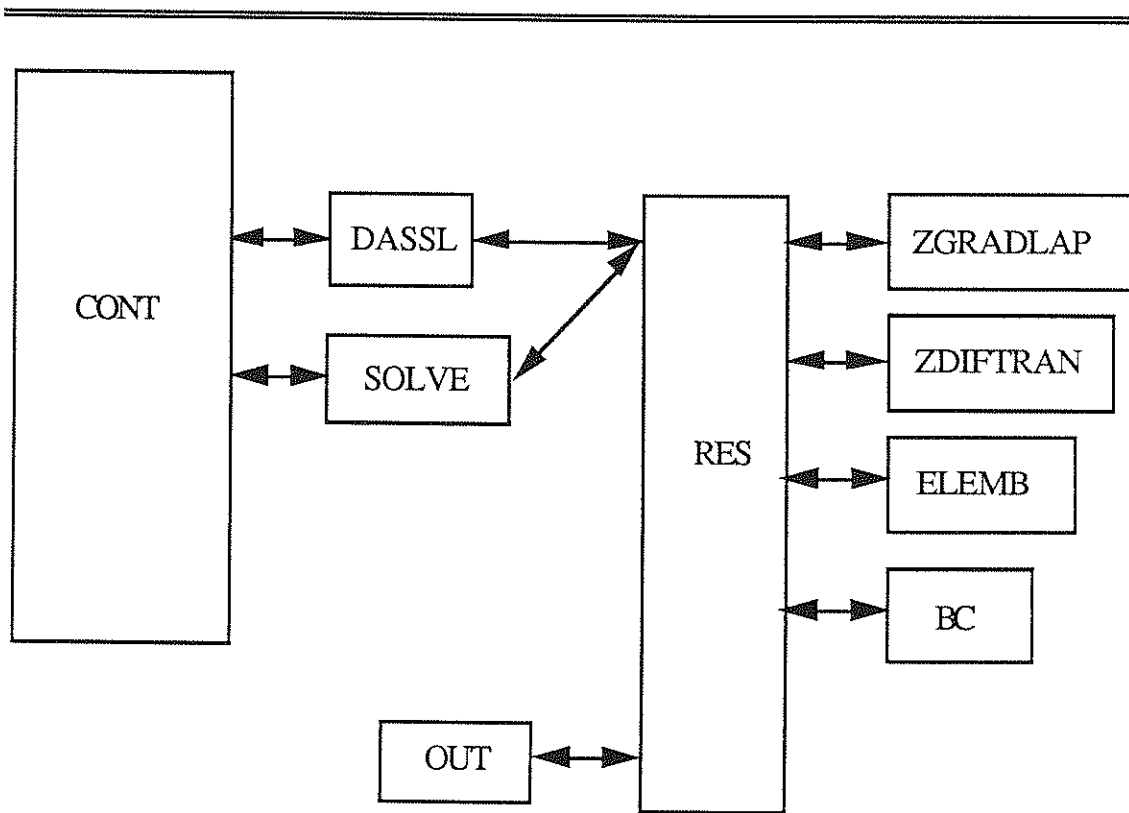 CONT
DASSL
SOLVE
RES
ZGRADLAP
ZDIFTRAN
ELEMB
BC
OUT